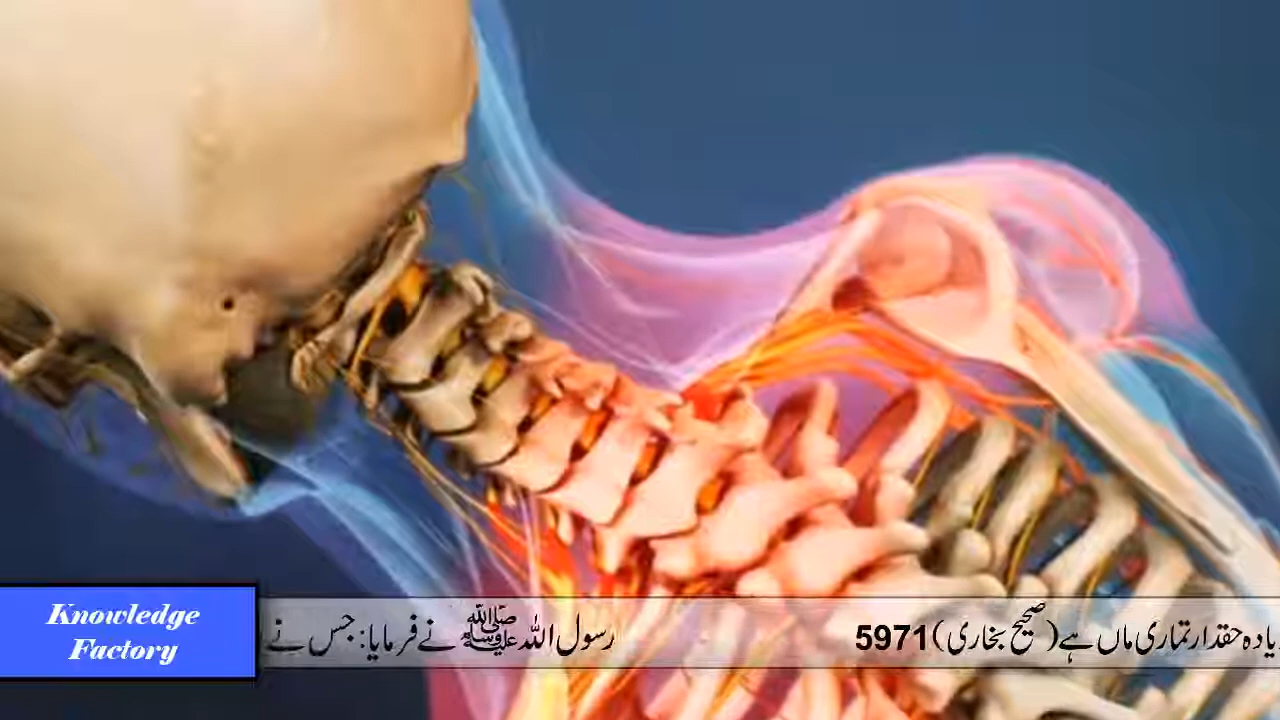 Knowledge
Factory
یادہ حقدار تماری ماں ہے (صحیح بخاری) 5971
رسول اللہ ﷺ نے فرمایا: جس نے